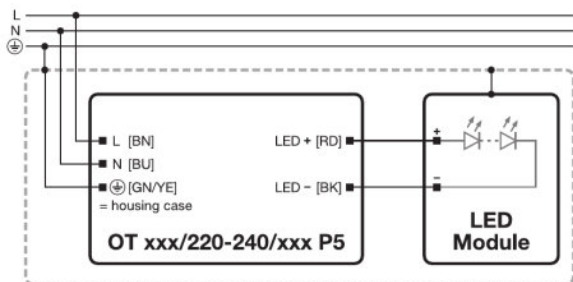 L
N
L [BN]
LED + [RD]
+
N [BU]
[GN/YE]
LED − [BK]
−
= housing case
OT xxx/220-240/xxx P5
LED
Module